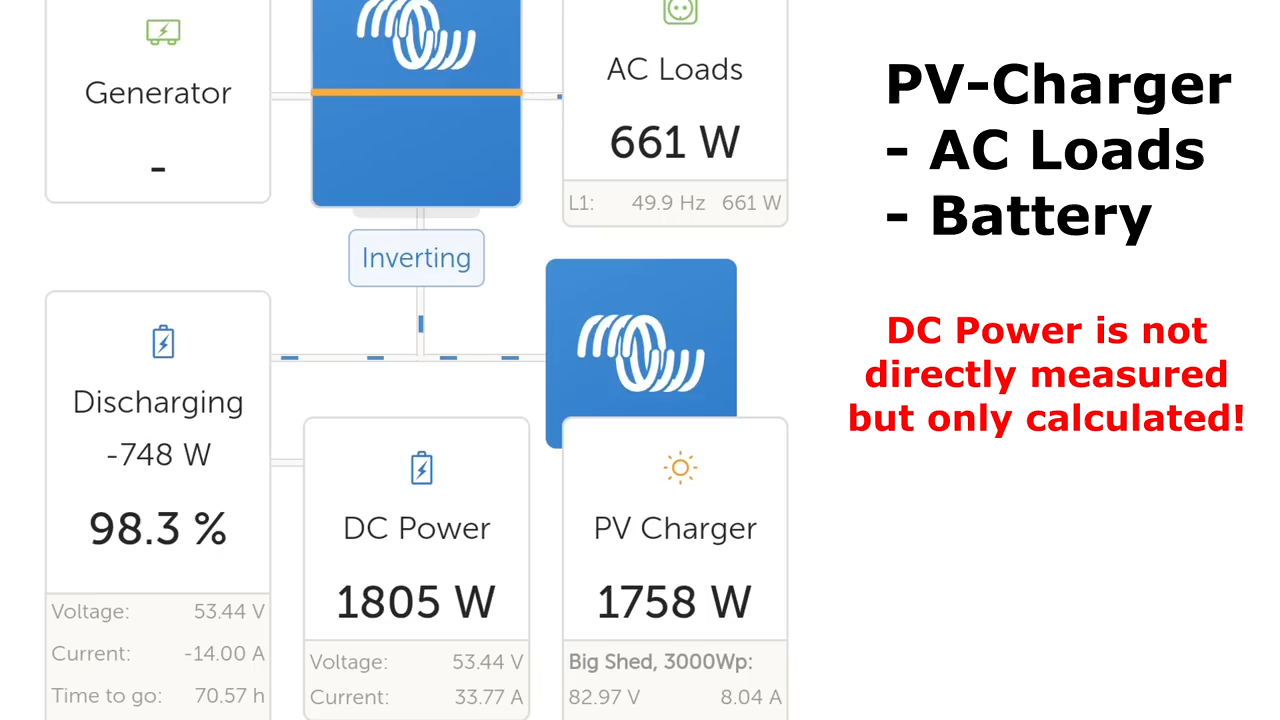 Generator
-
AC Loads
661 W
L1: 49.9 Hz 661 W
Inverting
Discharging
-748 W
98.3 %
Voltage: 53.44 V
Current: -14.00 A
Time to go: 70.57 h
DC Power
1805 W
Voltage: 53.44 V
Current: 33.77 A
PV Charger
1758 W
Big Shed, 3000Wp:
82.97 V 8.04 A
PV-Charger
- AC Loads
- Battery
DC Power is not
directly measured
but only calculated!